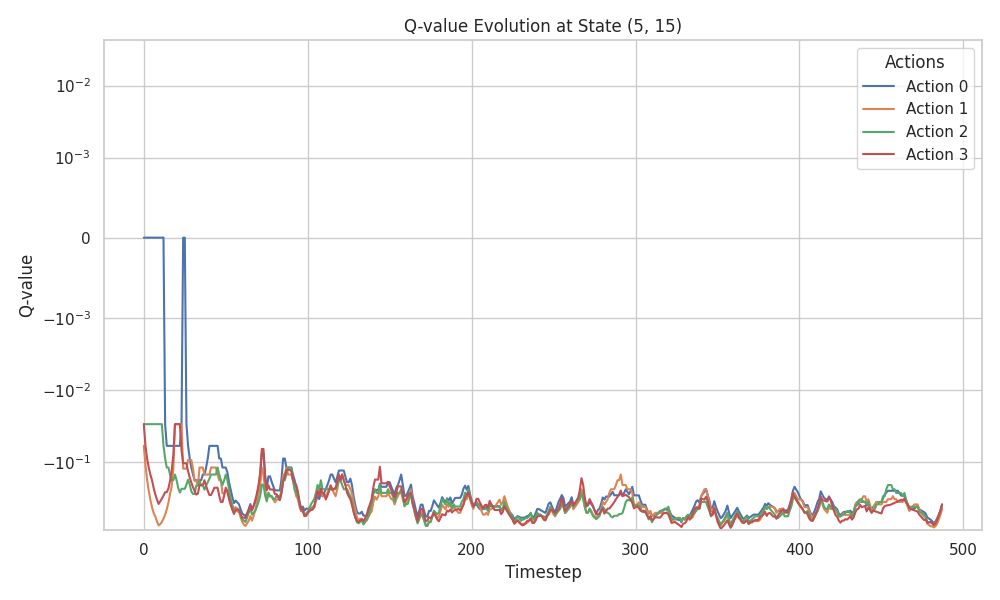 Q-value Evolution at State (5, 15)
Actions
Action 0
Action 1
Action 2
Action 3
Q-value
10⁻²
10⁻³
0
−10⁻³
−10⁻²
−10⁻¹
0 100 200 300 400 500
Timestep